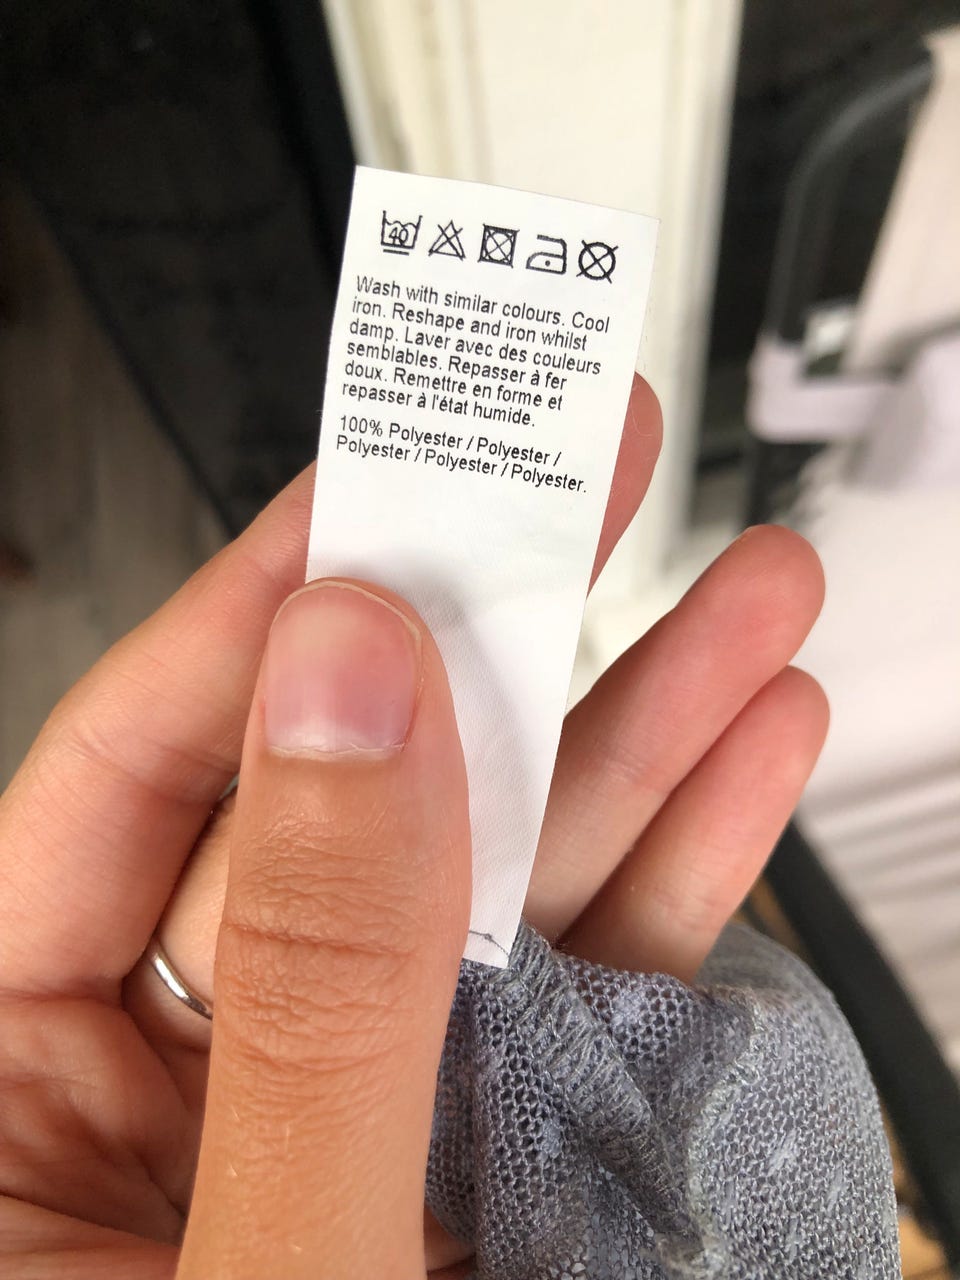 40
Wash with similar colours. Cool
iron. Reshape and iron whilst
damp. Laver avec des couleurs
semblables. Repasser à fer
doux. Remettre en forme et
repasser à l'état humide.
100% Polyester / Polyester /
Polyester / Polyester / Polyester.